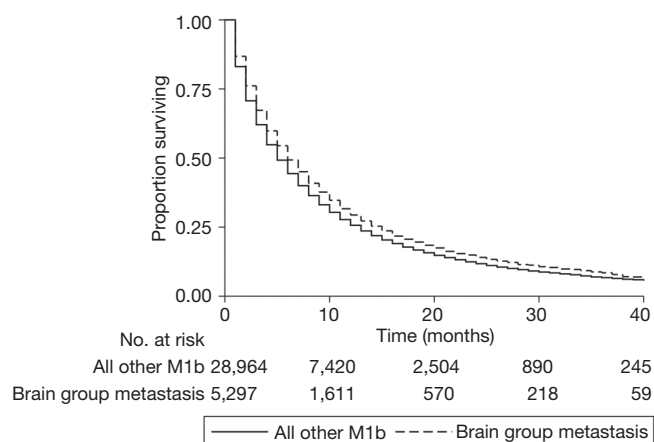 1.00
0.75
0.50
0.25
0.00
Proportion surviving
0 10 20 30 40
Time (months)
No. at risk
All other M1b 28,964 7,420 2,504 890 245
Brain group metastasis 5,297 1,611 570 218 59
All other M1b Brain group metastasis